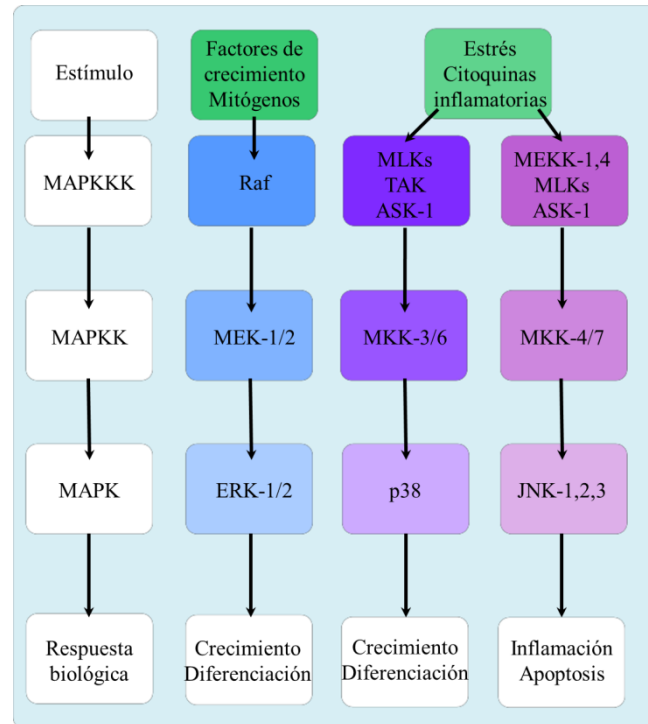 Estímulo
MAPKKK
MAPKK
MAPK
Respuesta
biológica
Factores de
crecimiento
Mitógenos
Raf
MEK-1/2
ERK-1/2
Crecimiento
Diferenciación
Estrés
Citoquinas
inflamatorias
MLKs
TAK
ASK-1
MKK-3/6
p38
Crecimiento
Diferenciación
MEKK-1,4
MLKs
ASK-1
MKK-4/7
JNK-1,2,3
Inflamación
Apoptosis